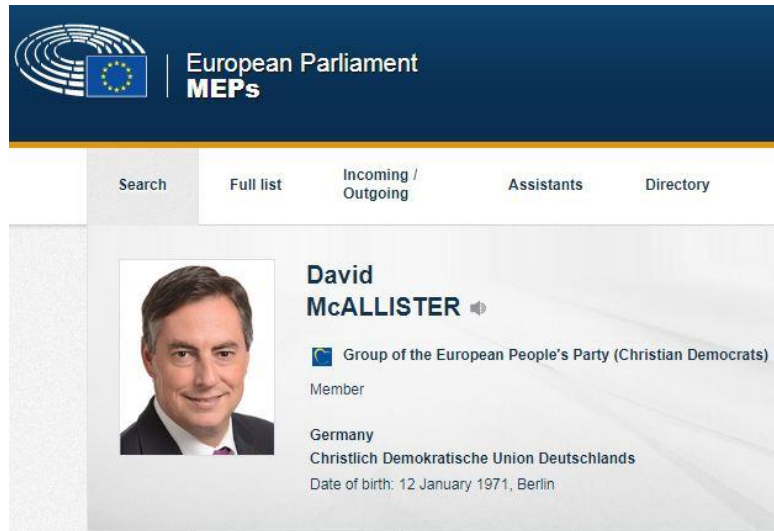 European Parliament
MEPs
Search
Full list
Incoming /
Outgoing
Assistants
Directory
David
McALLISTER
Group of the European People's Party (Christian Democrats)
Member
Germany
Christlich Demokratische Union Deutschlands
Date of birth: 12 January 1971, Berlin